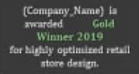 {Company_Name} is
awarded Gold
Winner 2019
for highly optimized retail
store design.